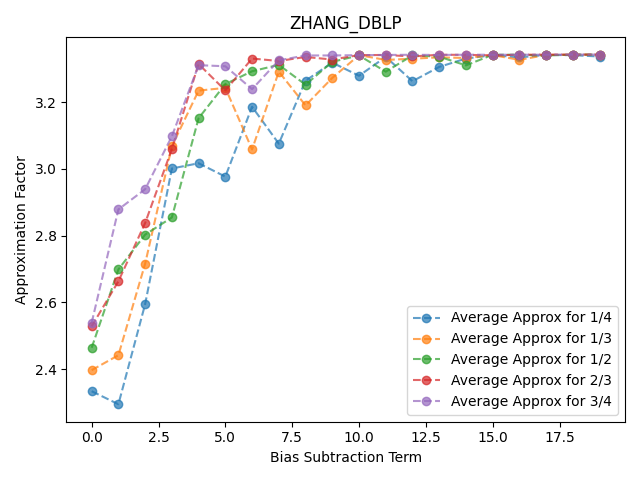 ZHANG_DBLP
Approximation Factor
3.2
3.0
2.8
2.6
2.4
Average Approx for 1/4
Average Approx for 1/3
Average Approx for 1/2
Average Approx for 2/3
Average Approx for 3/4
0.0 2.5 5.0 7.5 10.0 12.5 15.0 17.5
Bias Subtraction Term